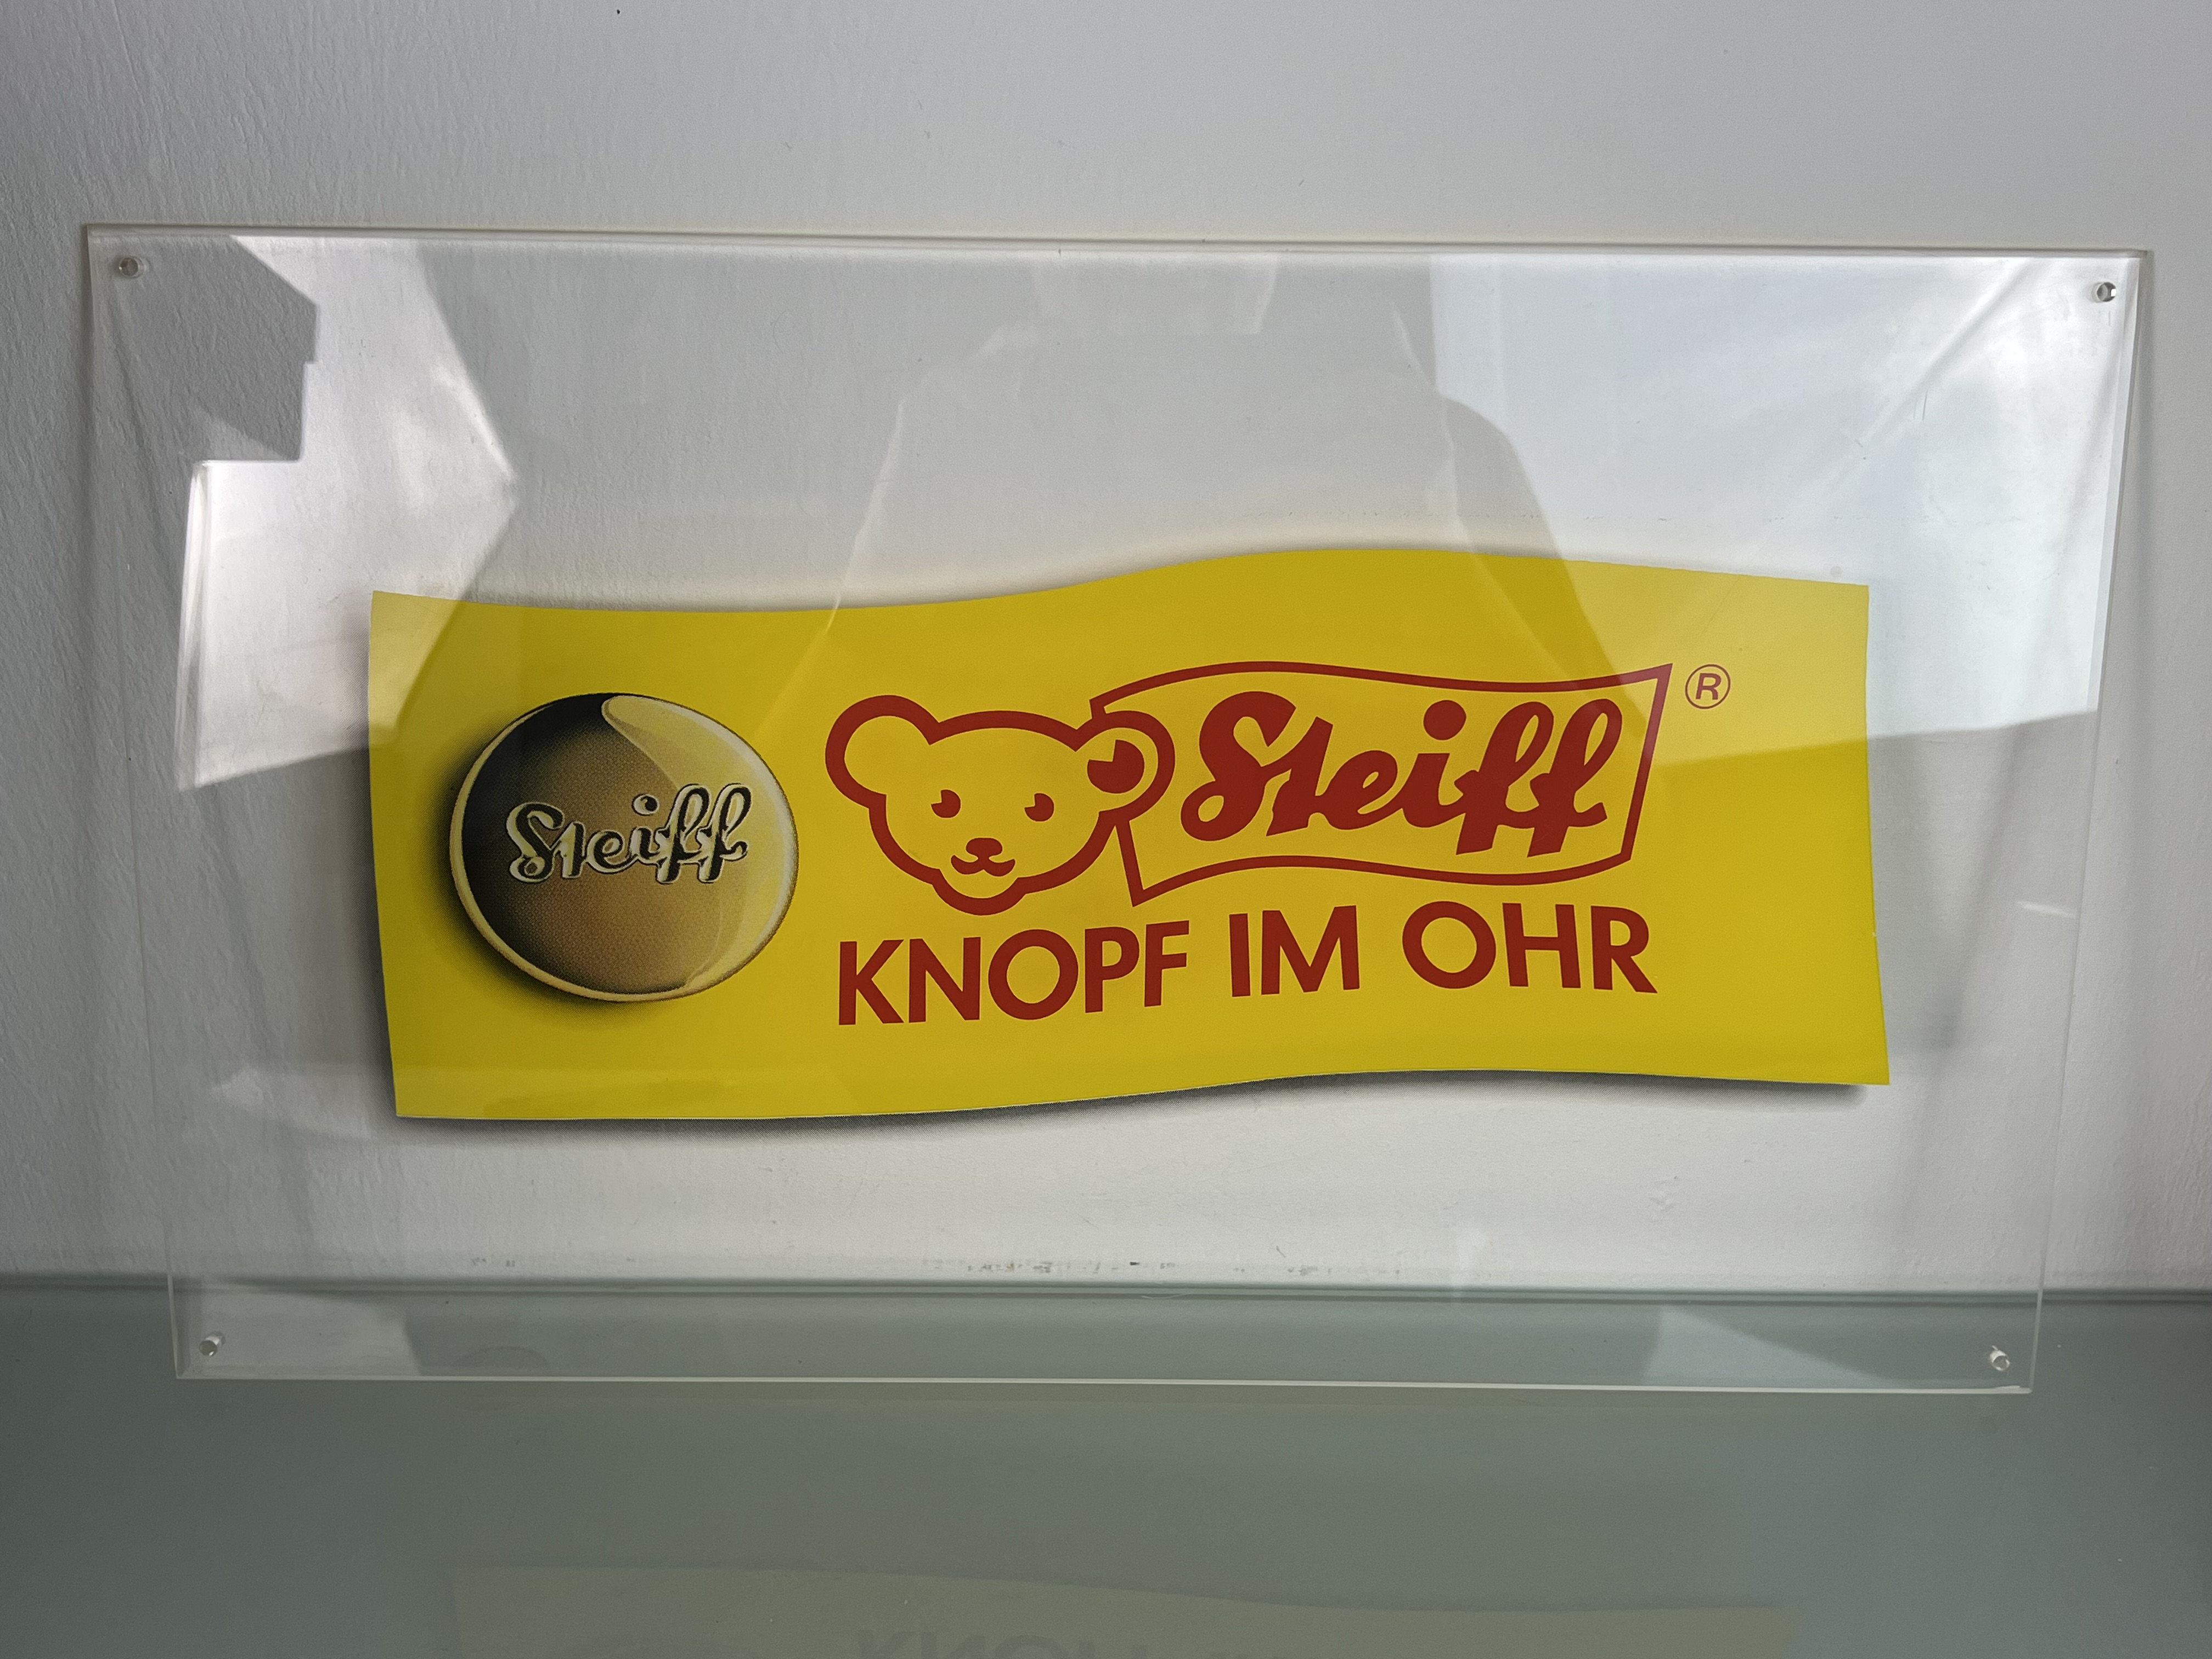 Steiff
Steiff ®
KNOPF IM OHR